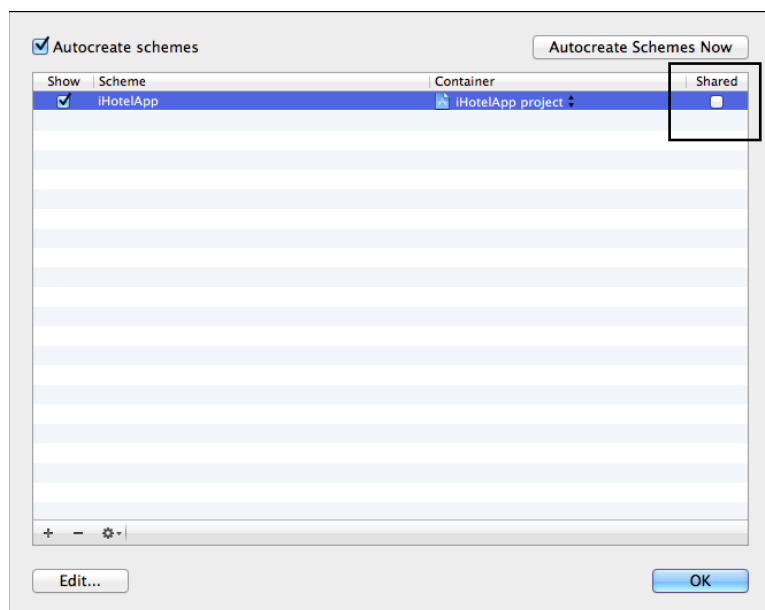 Autocreate schemes Autocreate Schemes Now
Show Scheme Container Shared
iHotelApp iHotelApp project
Edit... OK